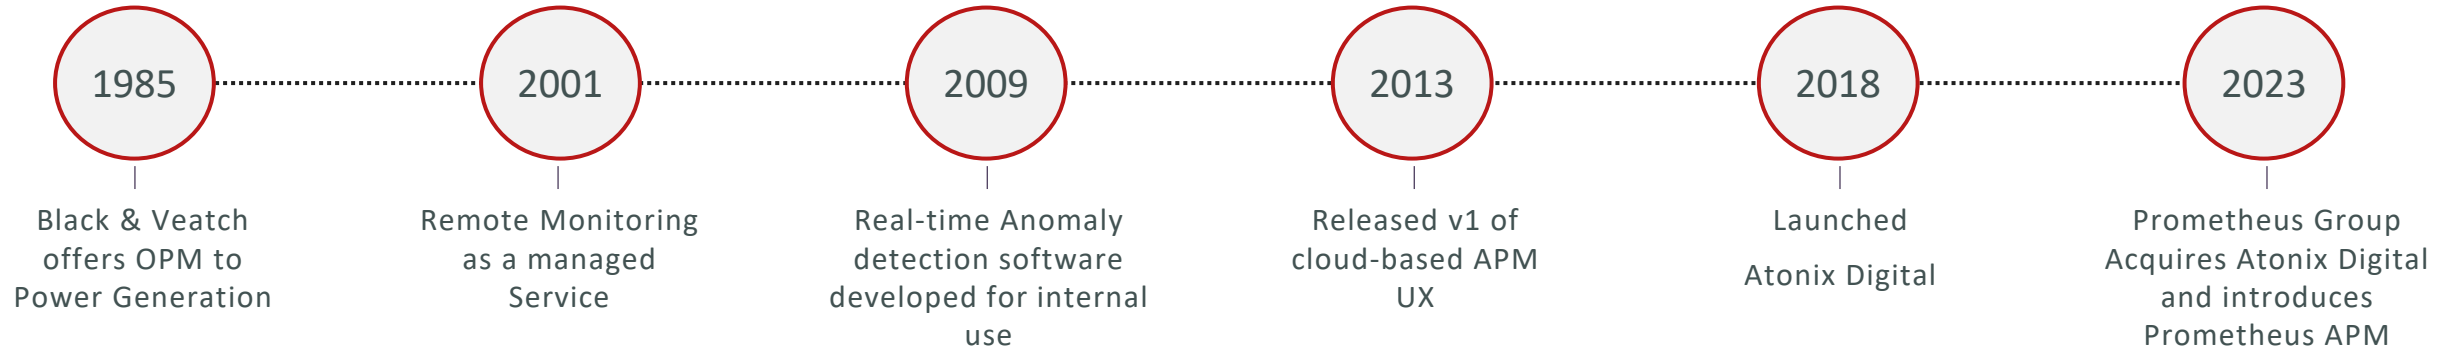 1985
2001
2009
2013
2018
2023
Black & Veatch
offers OPM to
Power Generation
Remote Monitoring
as a managed
Service
Real-time Anomaly
detection software
developed for internal
use
Released v1 of
cloud-based APM
UX
Launched
Atonix Digital
Prometheus Group
Acquires Atonix Digital
and introduces
Prometheus APM